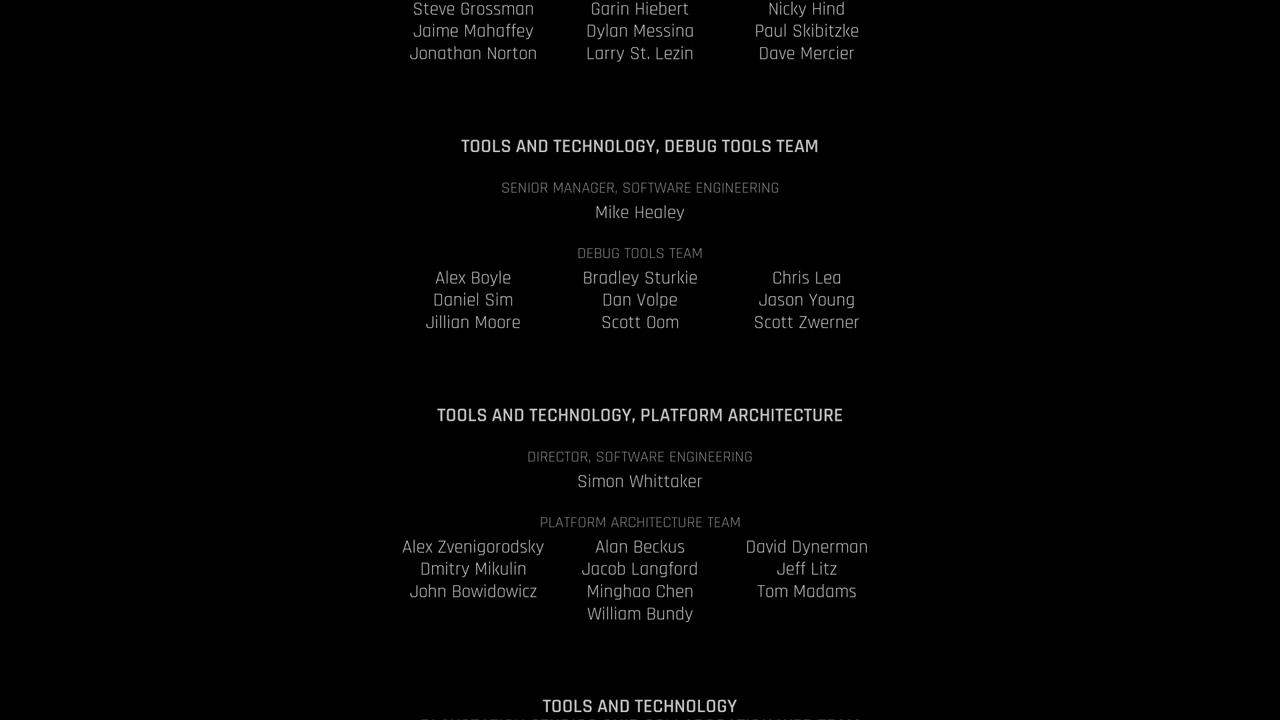 Steve Grossman Garin Hiebert Nicky Hind
Jaime Mahaffey Dylan Messina Paul Skibitzke
Jonathan Norton Larry St. Lezin Dave Mercier
TOOLS AND TECHNOLOGY, DEBUG TOOLS TEAM
SENIOR MANAGER, SOFTWARE ENGINEERING
Mike Healey
DEBUG TOOLS TEAM
Alex Boyle Bradley Sturkie Chris Lea
Daniel Sim Dan Volpe Jason Young
Jillian Moore Scott Oom Scott Zwerner
TOOLS AND TECHNOLOGY, PLATFORM ARCHITECTURE
DIRECTOR, SOFTWARE ENGINEERING
Simon Whittaker
PLATFORM ARCHITECTURE TEAM
Alex Zvenigorodsky Alan Beckus David Dynerman
Dmitry Mikulin Jacob Langford Jeff Litz
John Bowidowicz Minghao Chen Tom Madams
William Bundy
TOOLS AND TECHNOLOGY